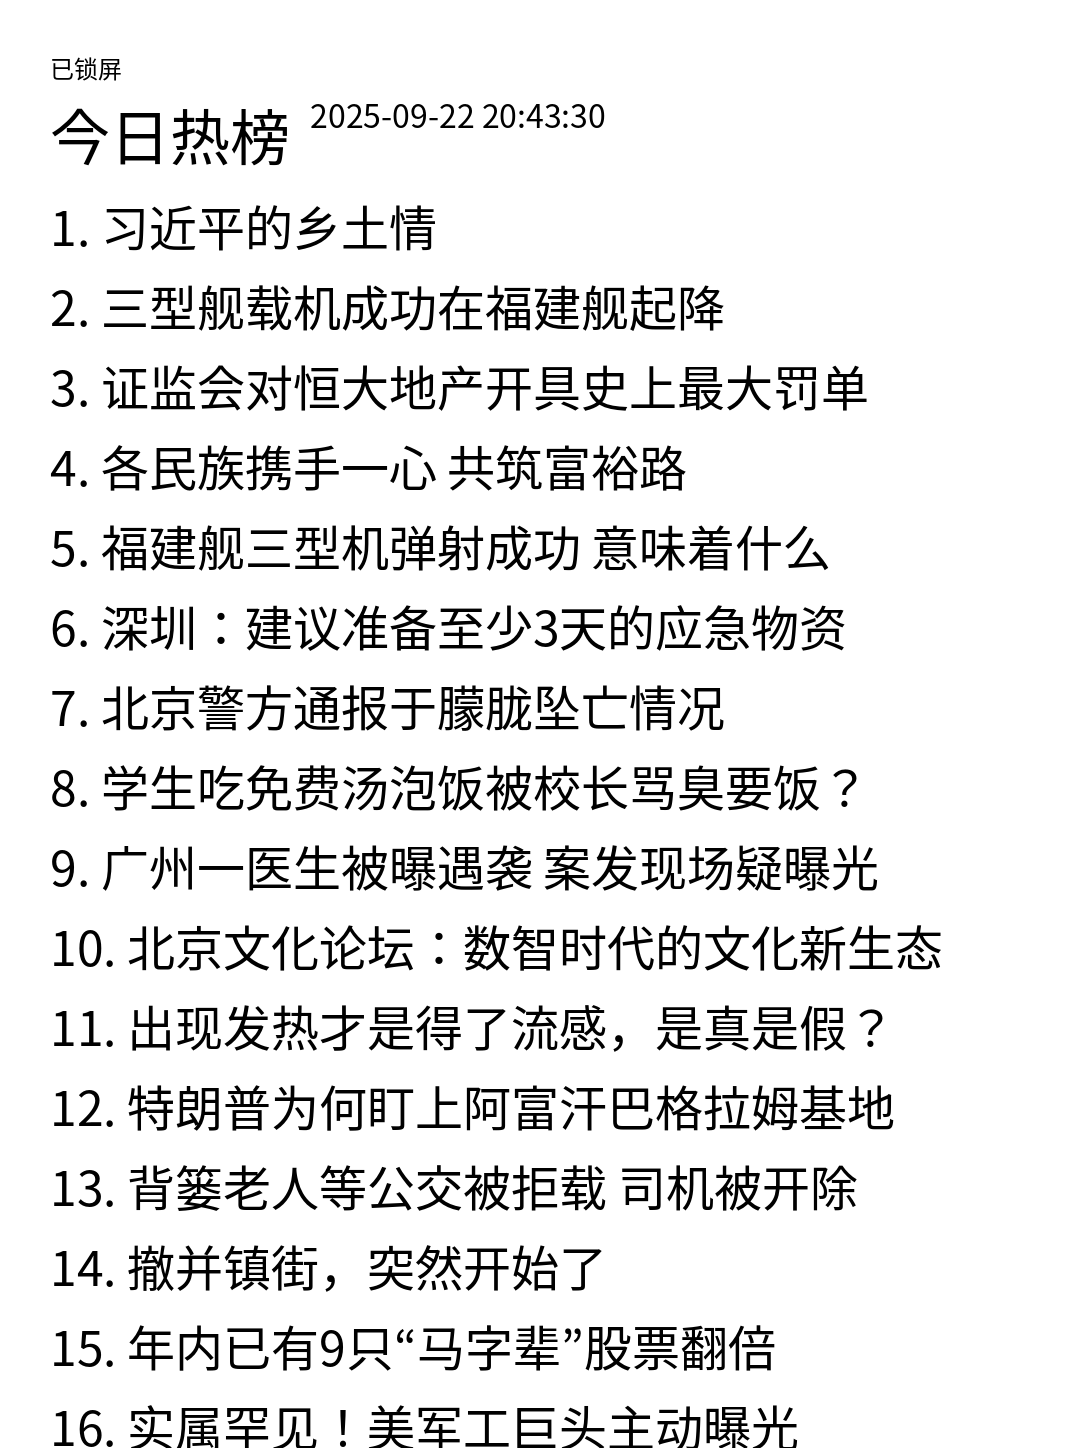 已锁屏
今日热榜 2025-09-22 20:43:30
1. 习近平的乡土情
2. 三型舰载机成功在福建舰起降
3. 证监会对恒大地产开具史上最大罚单
4. 各民族携手一心 共筑富裕路
5. 福建舰三型机弹射成功 意味着什么
6. 深圳：建议准备至少3天的应急物资
7. 北京警方通报于朦胧坠亡情况
8. 学生吃免费汤泡饭被校长骂臭要饭？
9. 广州一医生被曝遇袭 案发现场疑曝光
10. 北京文化论坛：数智时代的文化新生态
11. 出现发热才是得了流感，是真是假？
12. 特朗普为何盯上阿富汗巴格拉姆基地
13. 背篓老人等公交被拒载 司机被开除
14. 撤并镇街，突然开始了
15. 年内已有9只“马字辈”股票翻倍
16. 实属罕见！美军工巨头主动曝光